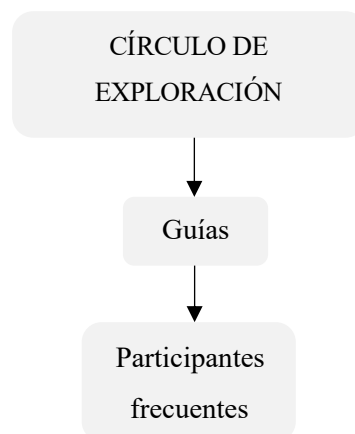 CÍRCULO DE
EXPLORACIÓN
Guías
Participantes
frecuentes